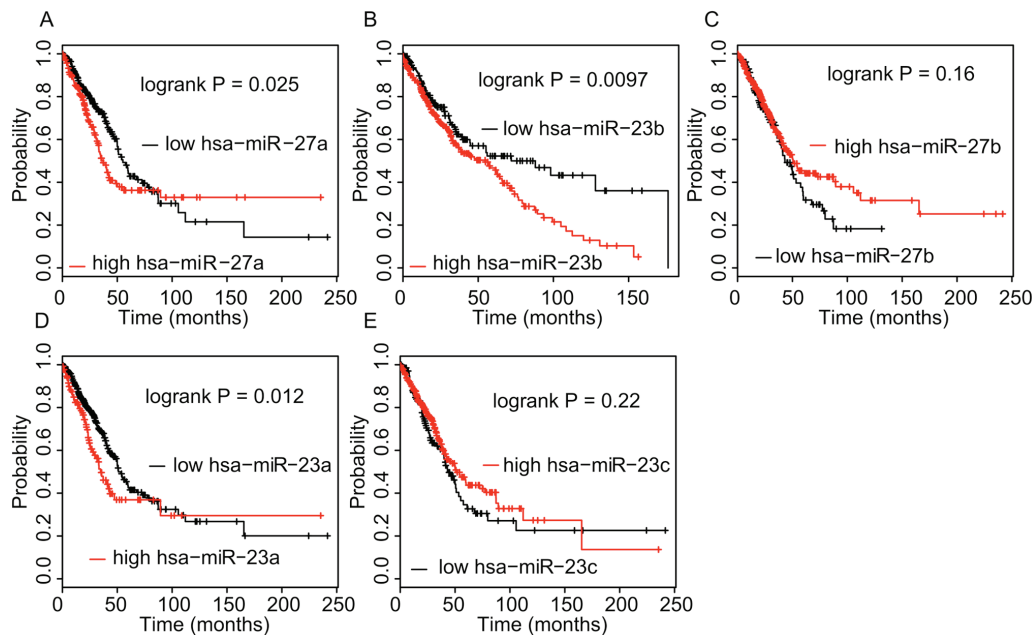 A
Probability
1.0
0.8
0.6
0.4
0.2
0.0
logrank P = 0.025
low hsa−miR−27a
high hsa−miR−27a
0 50 100 150 200 250
Time (months)
B
Probability
1.0
0.8
0.6
0.4
0.2
0.0
logrank P = 0.0097
low hsa−miR−23b
high hsa−miR−23b
0 50 100 150
Time (months)
C
Probability
1.0
0.8
0.6
0.4
0.2
0.0
logrank P = 0.16
high hsa−miR−27b
low hsa−miR−27b
0 50 100 150 200 250
Time (months)
D
Probability
1.0
0.8
0.6
0.4
0.2
0.0
logrank P = 0.012
low hsa−miR−23a
high hsa−miR−23a
0 50 100 150 200 250
Time (months)
E
Probability
1.0
0.8
0.6
0.4
0.2
0.0
logrank P = 0.22
high hsa−miR−23c
low hsa−miR−23c
0 50 100 150 200 250
Time (months)